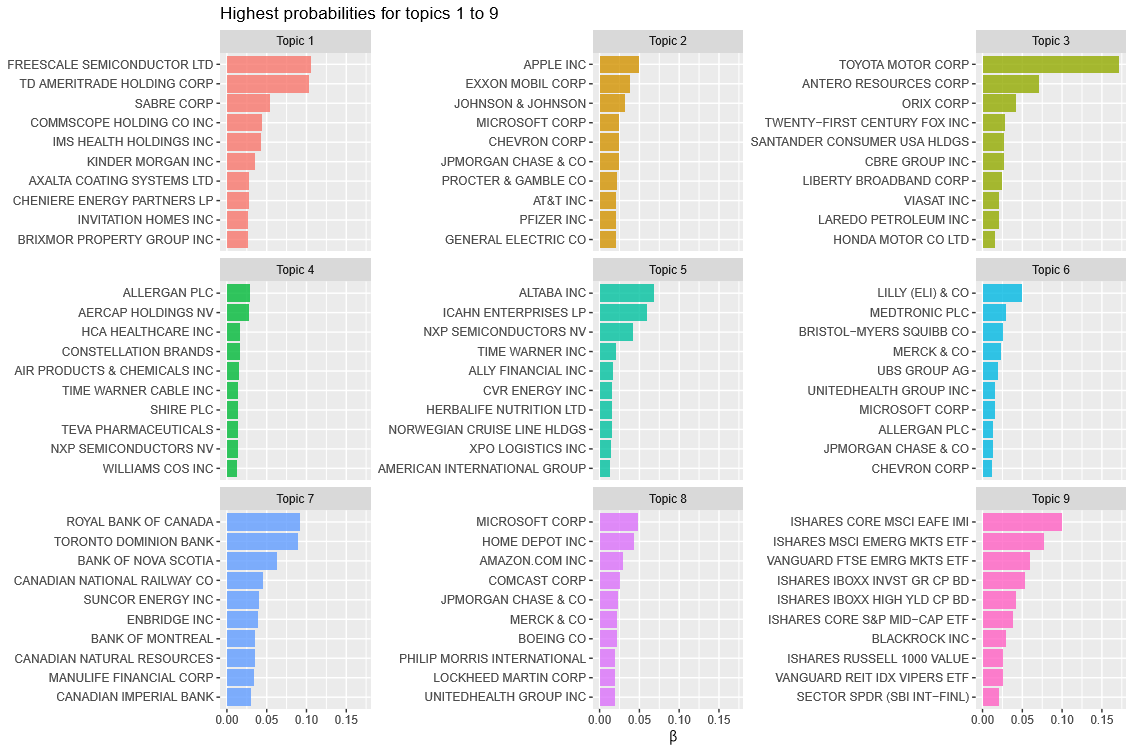 Highest probabilities for topics 1 to 9
Topic 1
FREESCALE SEMICONDUCTOR LTD
TD AMERITRADE HOLDING CORP
SABRE CORP
COMMSCOPE HOLDING CO INC
IMS HEALTH HOLDINGS INC
KINDER MORGAN INC
AXALTA COATING SYSTEMS LTD
CHENIERE ENERGY PARTNERS LP
INVITATION HOMES INC
BRIXMOR PROPERTY GROUP INC
Topic 2
APPLE INC
EXXON MOBIL CORP
JOHNSON & JOHNSON
MICROSOFT CORP
CHEVRON CORP
JPMORGAN CHASE & CO
PROCTER & GAMBLE CO
AT&T INC
PFIZER INC
GENERAL ELECTRIC CO
Topic 3
TOYOTA MOTOR CORP
ANTERO RESOURCES CORP
ORIX CORP
TWENTY−FIRST CENTURY FOX INC
SANTANDER CONSUMER USA HLDGS
CBRE GROUP INC
LIBERTY BROADBAND CORP
VIASAT INC
LAREDO PETROLEUM INC
HONDA MOTOR CO LTD
Topic 4
ALLERGAN PLC
AERCAP HOLDINGS NV
HCA HEALTHCARE INC
CONSTELLATION BRANDS
AIR PRODUCTS & CHEMICALS INC
TIME WARNER CABLE INC
SHIRE PLC
TEVA PHARMACEUTICALS
NXP SEMICONDUCTORS NV
WILLIAMS COS INC
Topic 5
ALTABA INC
ICAHN ENTERPRISES LP
NXP SEMICONDUCTORS NV
TIME WARNER INC
ALLY FINANCIAL INC
CVR ENERGY INC
HERBALIFE NUTRITION LTD
NORWEGIAN CRUISE LINE HLDGS
XPO LOGISTICS INC
AMERICAN INTERNATIONAL GROUP
Topic 6
LILLY (ELI) & CO
MEDTRONIC PLC
BRISTOL−MYERS SQUIBB CO
MERCK & CO
UBS GROUP AG
UNITEDHEALTH GROUP INC
MICROSOFT CORP
ALLERGAN PLC
JPMORGAN CHASE & CO
CHEVRON CORP
Topic 7
ROYAL BANK OF CANADA
TORONTO DOMINION BANK
BANK OF NOVA SCOTIA
CANADIAN NATIONAL RAILWAY CO
SUNCOR ENERGY INC
ENBRIDGE INC
BANK OF MONTREAL
CANADIAN NATURAL RESOURCES
MANULIFE FINANCIAL CORP
CANADIAN IMPERIAL BANK
0.00 0.05 0.10 0.15
Topic 8
MICROSOFT CORP
HOME DEPOT INC
AMAZON.COM INC
COMCAST CORP
JPMORGAN CHASE & CO
MERCK & CO
BOEING CO
PHILIP MORRIS INTERNATIONAL
LOCKHEED MARTIN CORP
UNITEDHEALTH GROUP INC
0.00 0.05 0.10 0.15
Topic 9
ISHARES CORE MSCI EAFE IMI
ISHARES MSCI EMERG MKTS ETF
VANGUARD FTSE EMRG MKTS ETF
ISHARES IBOXX INVST GR CP BD
ISHARES IBOXX HIGH YLD CP BD
ISHARES CORE S&P MID−CAP ETF
BLACKROCK INC
ISHARES RUSSELL 1000 VALUE
VANGUARD REIT IDX VIPERS ETF
SECTOR SPDR (SBI INT−FINL)
0.00 0.05 0.10 0.15
β